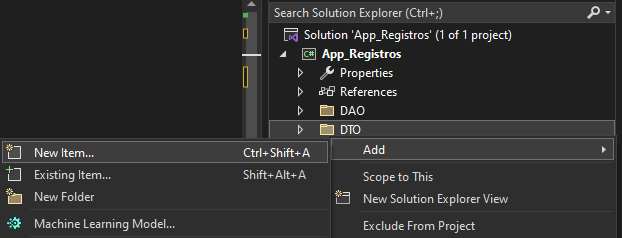 Search Solution Explorer (Ctrl+;)
Solution 'App_Registros' (1 of 1 project)
C# App_Registros
Properties
References
DAO
DTO
Add
Scope to This
New Solution Explorer View
Exclude From Project
New Item... Ctrl+Shift+A
Existing Item... Shift+Alt+A
New Folder
Machine Learning Model...